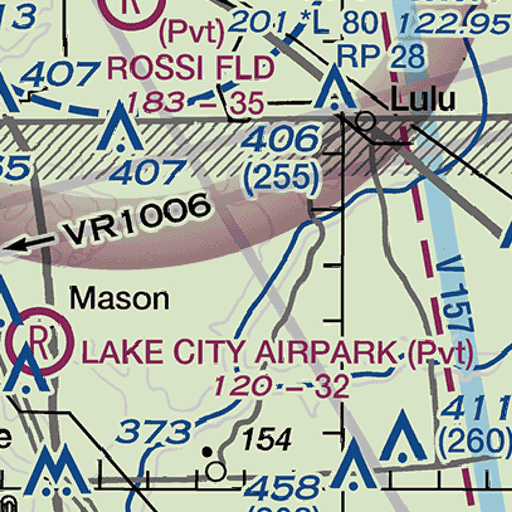 13
R
(Pvt)
201
*L 80
122.95
RP 28
407
ROSSI FLD
183 - 35
Lulu
407
406
(255)
VR1006
Mason
R
LAKE CITY AIRPARK (Pvt)
120 - 32
V 157
411
(260)
373
154
458